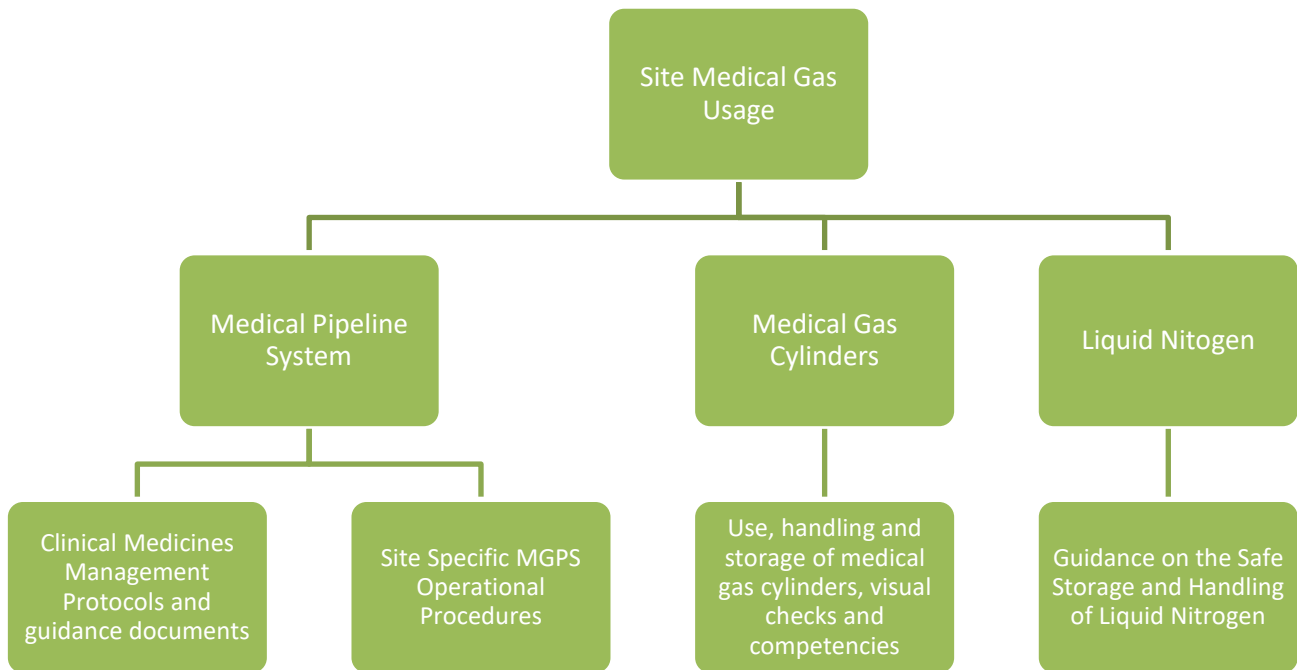 Site Medical Gas
Usage
Medical Pipeline
System
Medical Gas
Cylinders
Liquid Nitogen
Clinical Medicines
Management
Protocols and
guidance documents
Site Specific MGPS
Operational
Procedures
Use, handling and
storage of medical
gas cylinders, visual
checks and
competencies
Guidance on the Safe
Storage and Handling
of Liquid Nitrogen